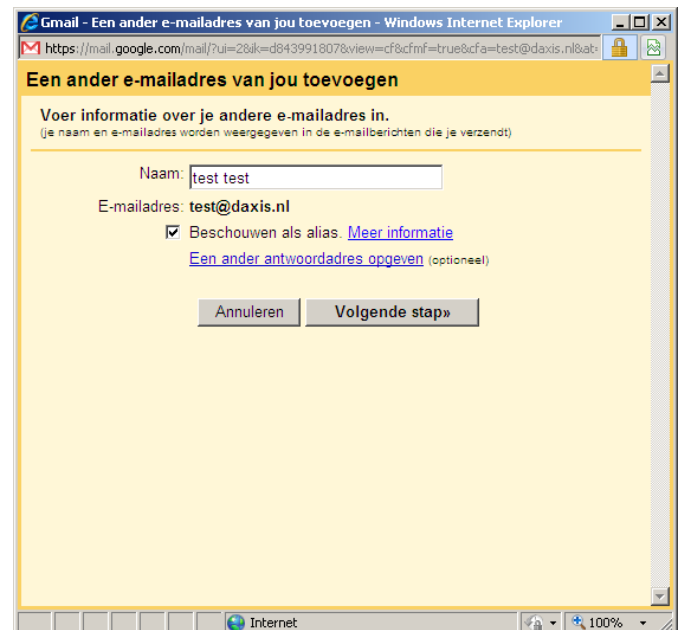 Gmail - Een ander e-mailadres van jou toevoegen - Windows Internet Explorer
https://mail.google.com/mail/?ui=2&ik=d843991807&view=cf&cfmf=true&cfa=test@daxis.nl&at=
Een ander e-mailadres van jou toevoegen
Voer informatie over je andere e-mailadres in.
(je naam en e-mailadres worden weergegeven in de e-mailberichten die je verzendt)
Naam: test test
E-mailadres: test@daxis.nl
Beschouwen als alias. Meer informatie
Een ander antwoordadres opgeven (optioneel)
Annuleren Volgende stap»
Internet 100%